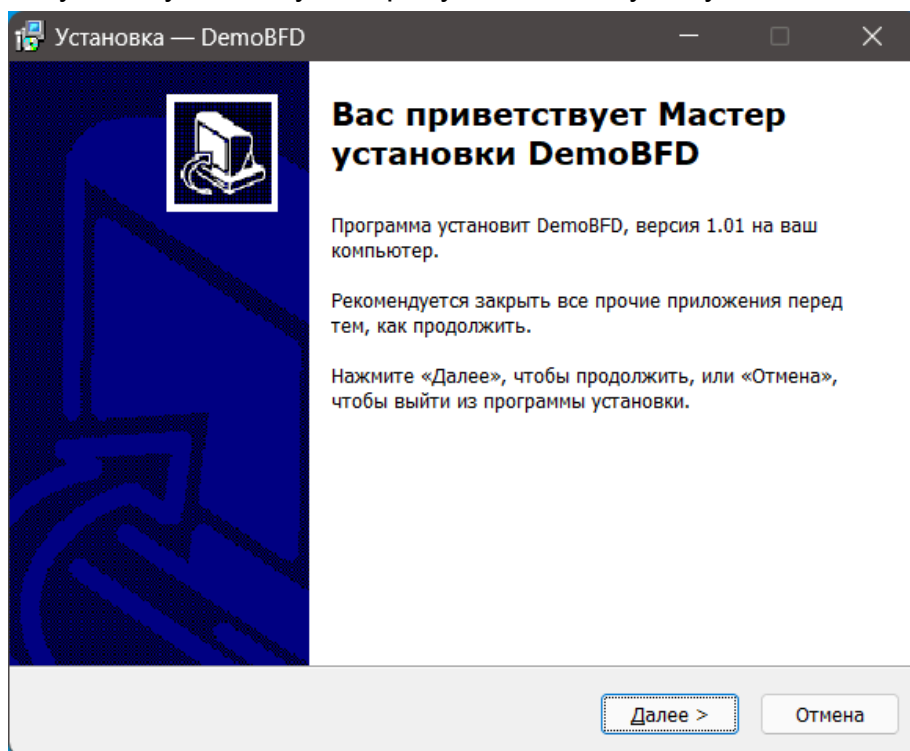 Установка — DemoBFD
Вас приветствует Мастер
установки DemoBFD
Программа установит DemoBFD, версия 1.01 на ваш
компьютер.
Рекомендуется закрыть все прочие приложения перед
тем, как продолжить.
Нажмите «Далее», чтобы продолжить, или «Отмена»,
чтобы выйти из программы установки.
Далее >
Отмена